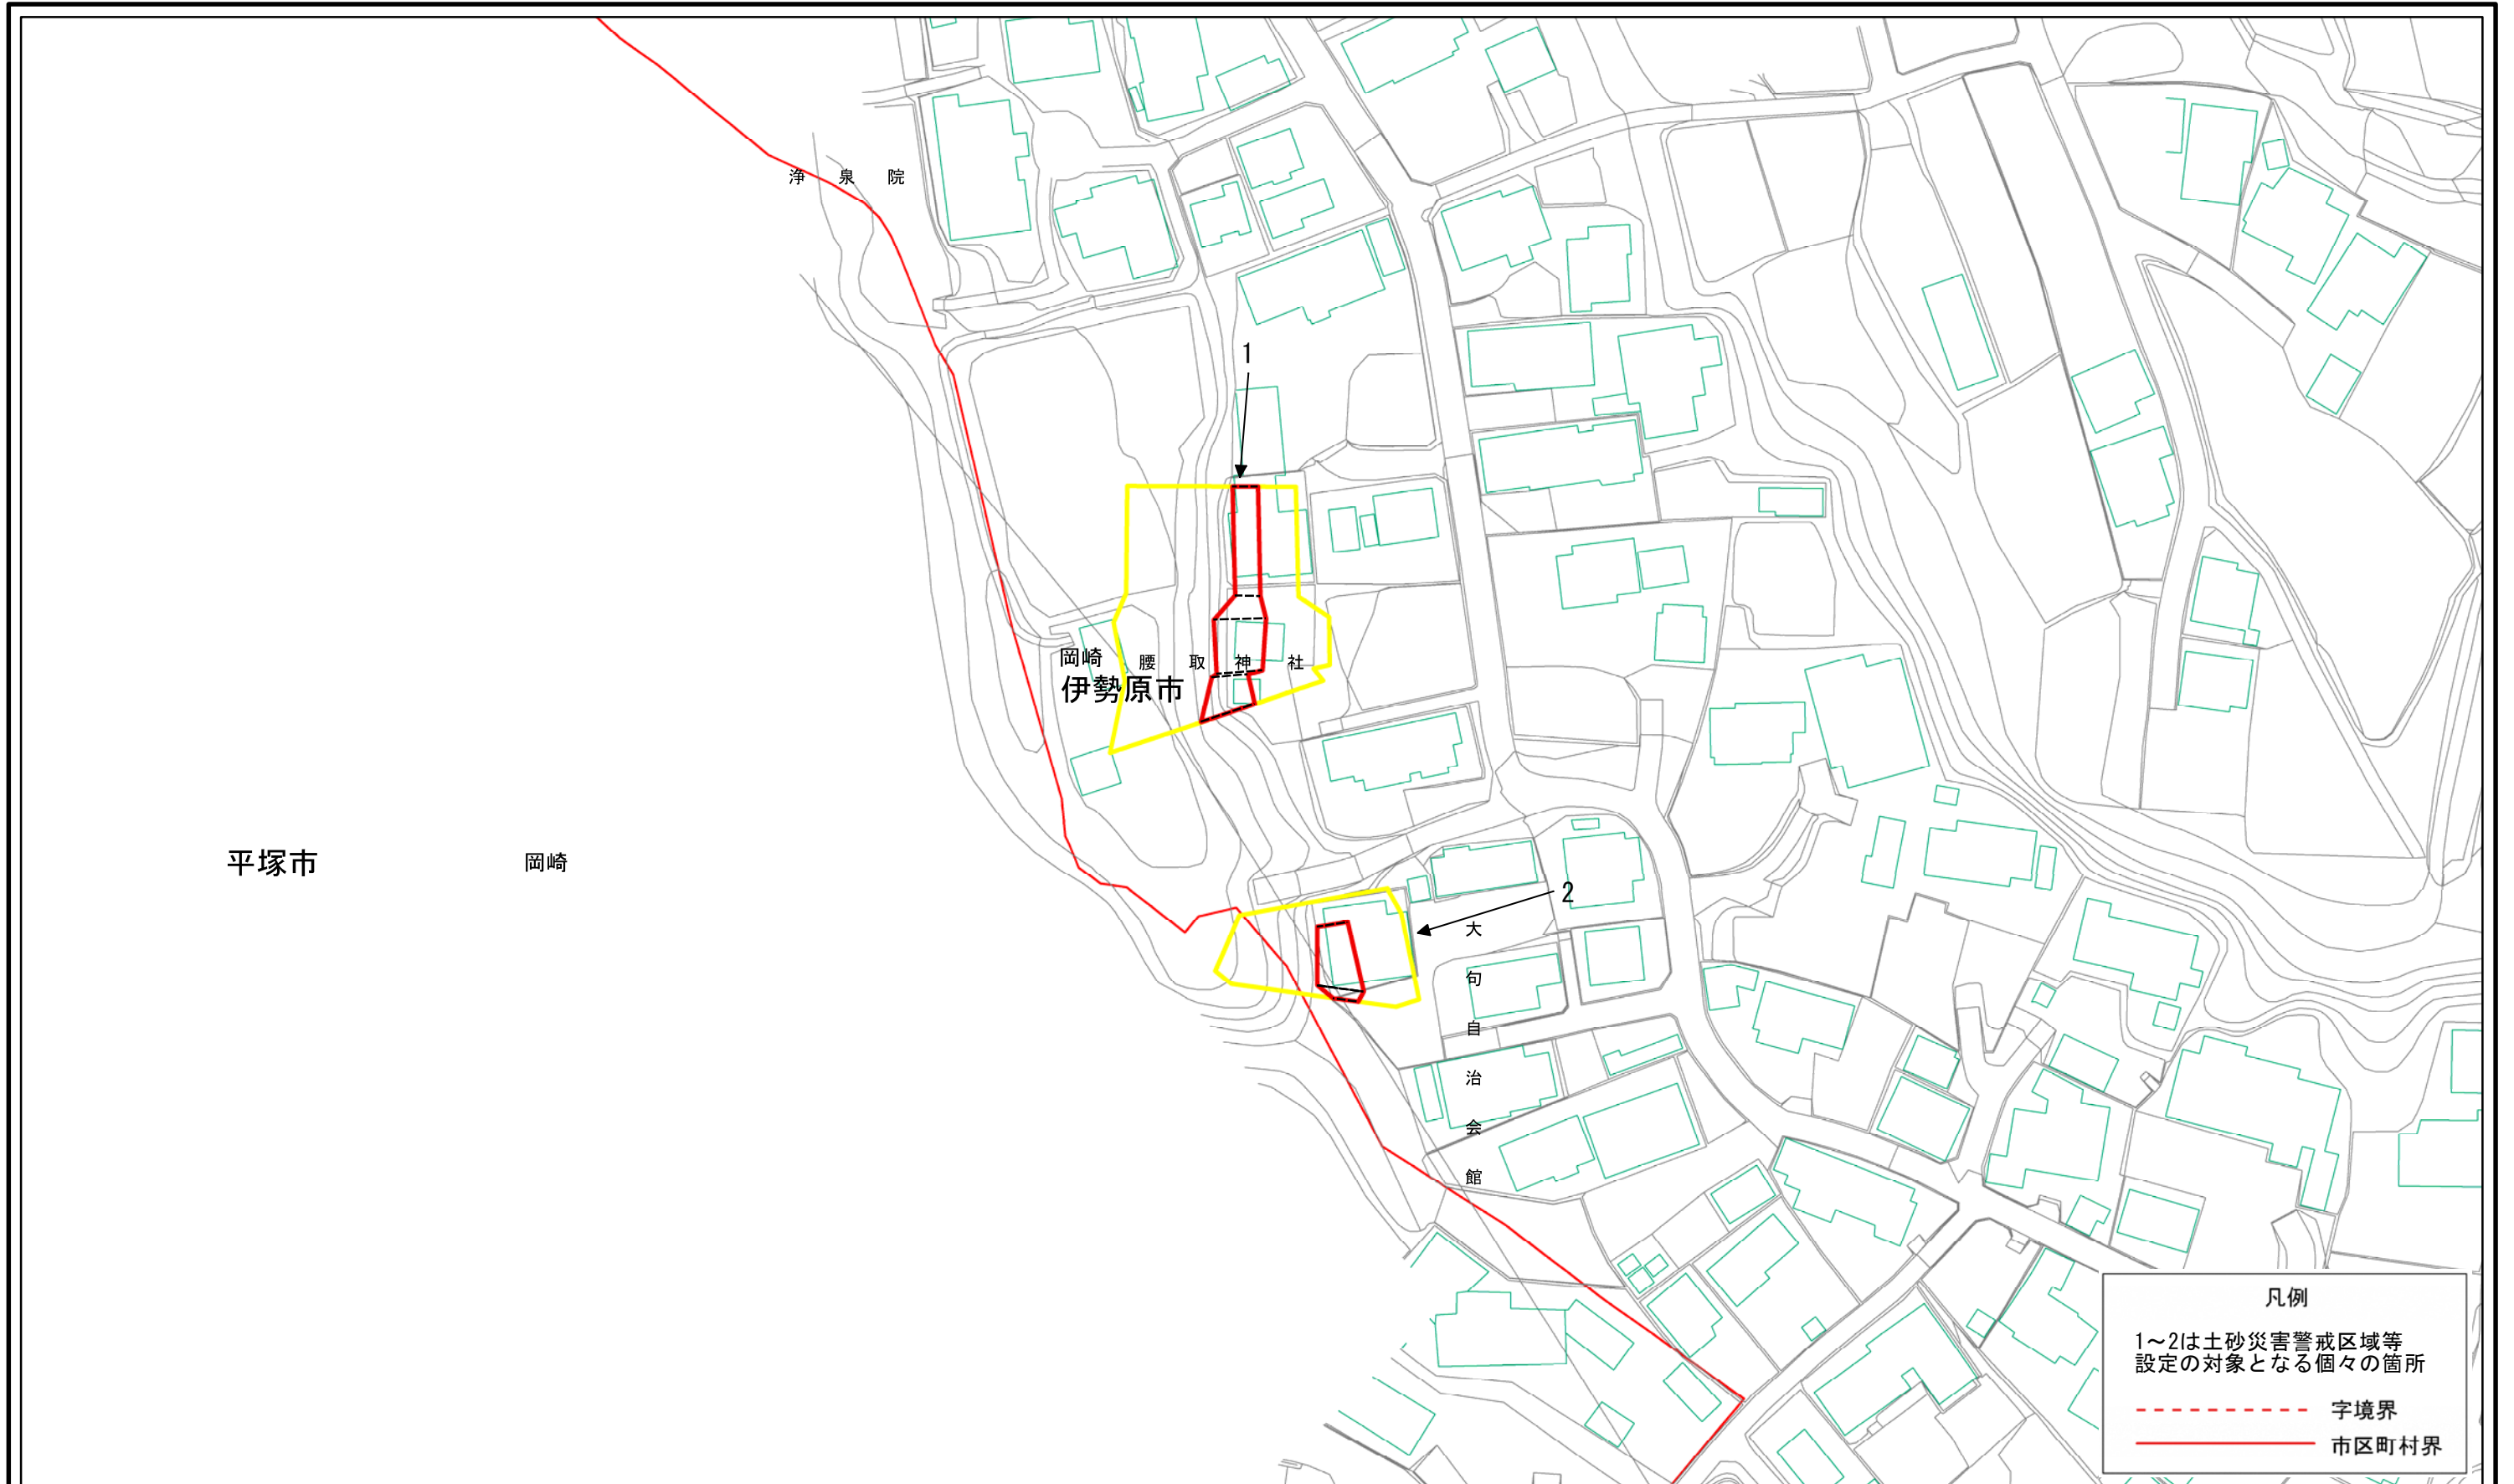 浄泉院
1
岡崎
腰取神社
伊勢原市
平塚市
岡崎
2
大句自治会館
凡例
1~2は土砂災害警戒区域等
設定の対象となる個々の箇所
字境界
市区町村界